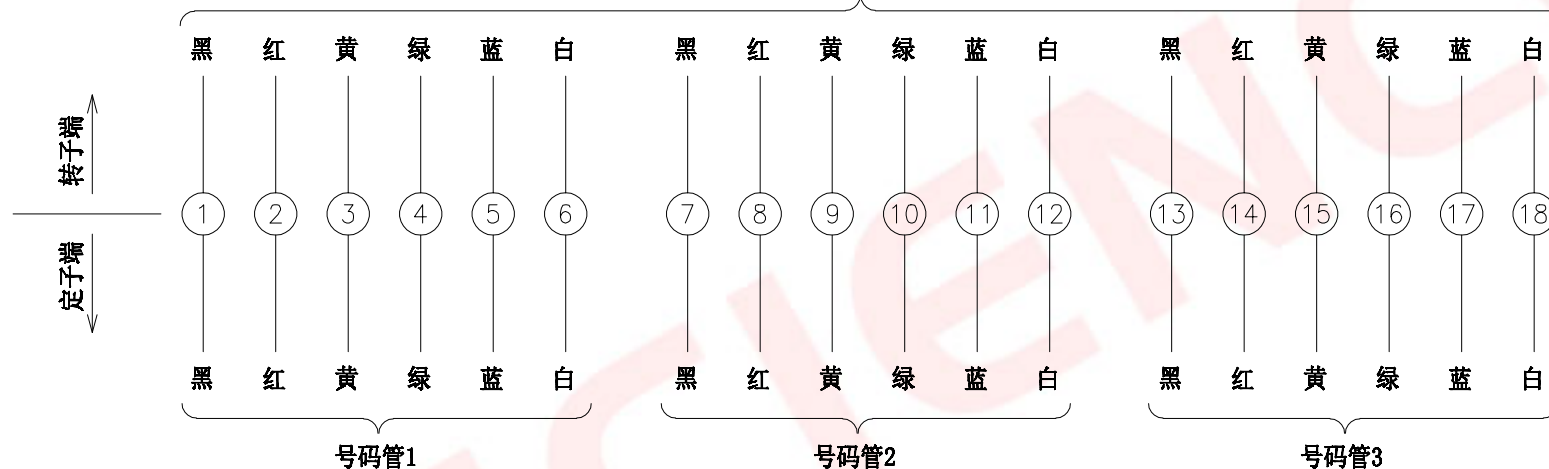 黑 红 黄 绿 蓝 白 黑 红 黄 绿 蓝 白 黑 红 黄 绿 蓝 白
转子端
1 2 3 4 5 6 7 8 9 10 11 12 13 14 15 16 17 18
定子端
黑 红 黄 绿 蓝 白 黑 红 黄 绿 蓝 白 黑 红 黄 绿 蓝 白
号码管1 号码管2 号码管3